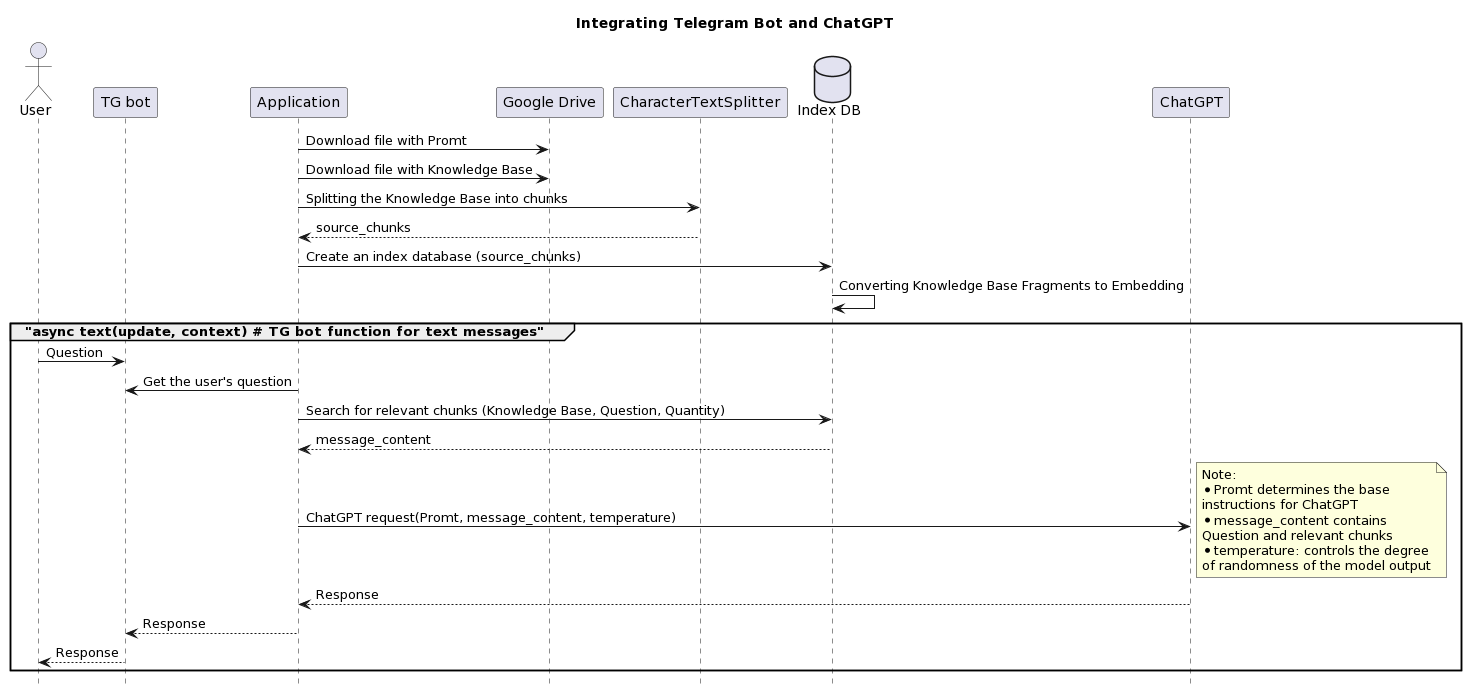 Integrating Telegram Bot and ChatGPT
User
TG bot
Application
Google Drive
CharacterTextSplitter
Index DB
ChatGPT
Download file with Promt
Download file with Knowledge Base
Splitting the Knowledge Base into chunks
source_chunks
Create an index database (source_chunks)
Converting Knowledge Base Fragments to Embedding
"async text(update, context) # TG bot function for text messages"
Question
Get the user's question
Search for relevant chunks (Knowledge Base, Question, Quantity)
message_content
Note:
• Promt determines the base
instructions for ChatGPT
• message_content contains
Question and relevant chunks
• temperature: controls the degree
of randomness of the model output
ChatGPT request(Promt, message_content, temperature)
Response
Response
Response